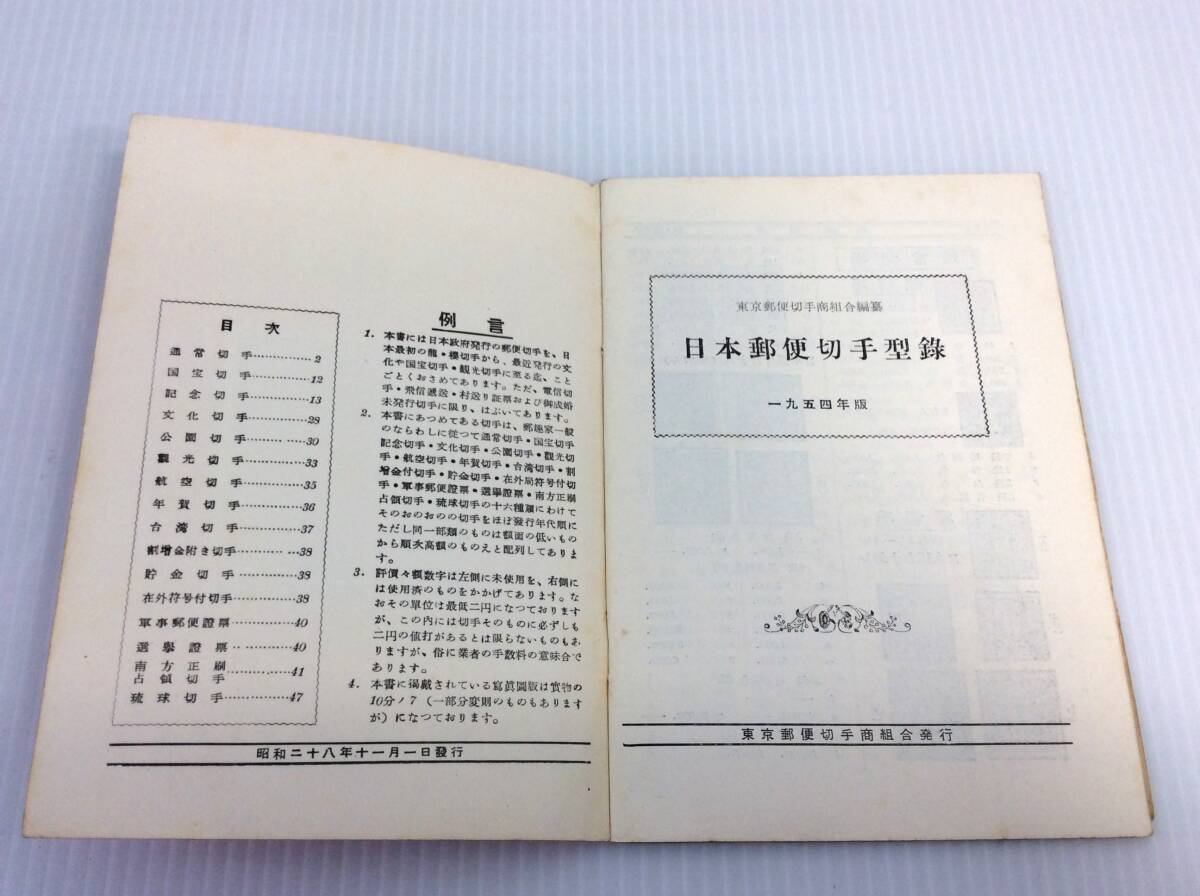 目次
通常切手……………2
国宝切手……………12
記念切手……………13
文化切手……………28
公園切手……………30
觀光切手……………33
航空切手……………35
年賀切手……………36
台湾切手……………37
割增金附き切手…………38
貯金切手……………38
在外符号付切手…………38
軍事郵便證票…………40
選擧證票……………40
南方正刷
占領切手……………41
琉球切手……………47
例言
1. 本書には日本政府発行の郵便切手を、日
本最初の龍・櫻切手から、最近発行の文
化や国宝切手・観光切手に至る迄、こと
ごとくおさめてあります。ただ、電信切
手・飛信逓送・村送り証票および御成婚
未発行切手に限り、はぶいてあります。
2. 本書にあつめてある切手は、郵趣家一般
のならわしに從つて通常切手・国宝切手
記念切手・文化切手・公園切手・觀光切
手・航空切手・年賀切手・台湾切手・割
增金付切手・貯金切手・在外局符号付切
手・軍事郵便證票・選擧證票・南方正刷
占領切手・琉球切手の十六種類にわけて
そのおのおのの切手をほぼ發行年代順に
ただし同一部類のものは額面の低いもの
から順次高額のものえと配列してありま
す。
3. 評價々額数字は左側に未使用を、右側に
は使用済のものをかかげてあります。な
おその單位は最低二円になつております
が、この内には切手そのものに必ずしも
二円の値打があるとは限らないものもあ
りますが、俗に業者の手数料の意味合で
あります。
4. 本書に揭載されている寫眞圖版は實物の
10分ノ7（一部分変則のものもあります
が）になつております。
昭和二十八年十一月一日發行
東京郵便切手商組合編纂
日本郵便切手型錄
一九五四年版
東京郵便切手商組合発行